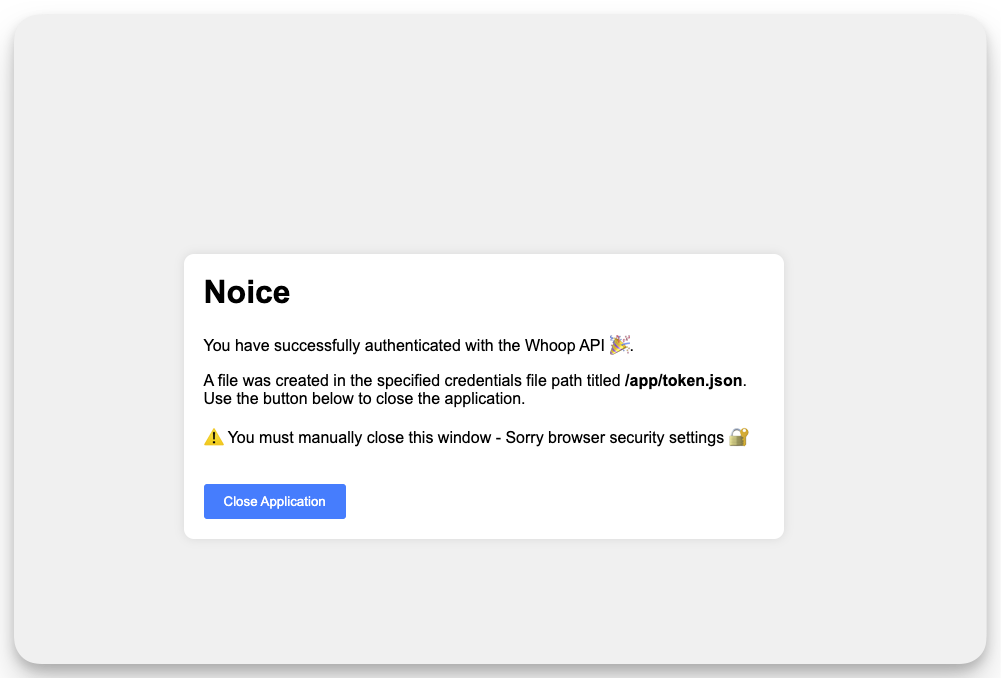 Noice
You have successfully authenticated with the Whoop API 🎉.
A file was created in the specified credentials file path titled /app/token.json.
Use the button below to close the application.
⚠️ You must manually close this window - Sorry browser security settings 🔐
Close Application